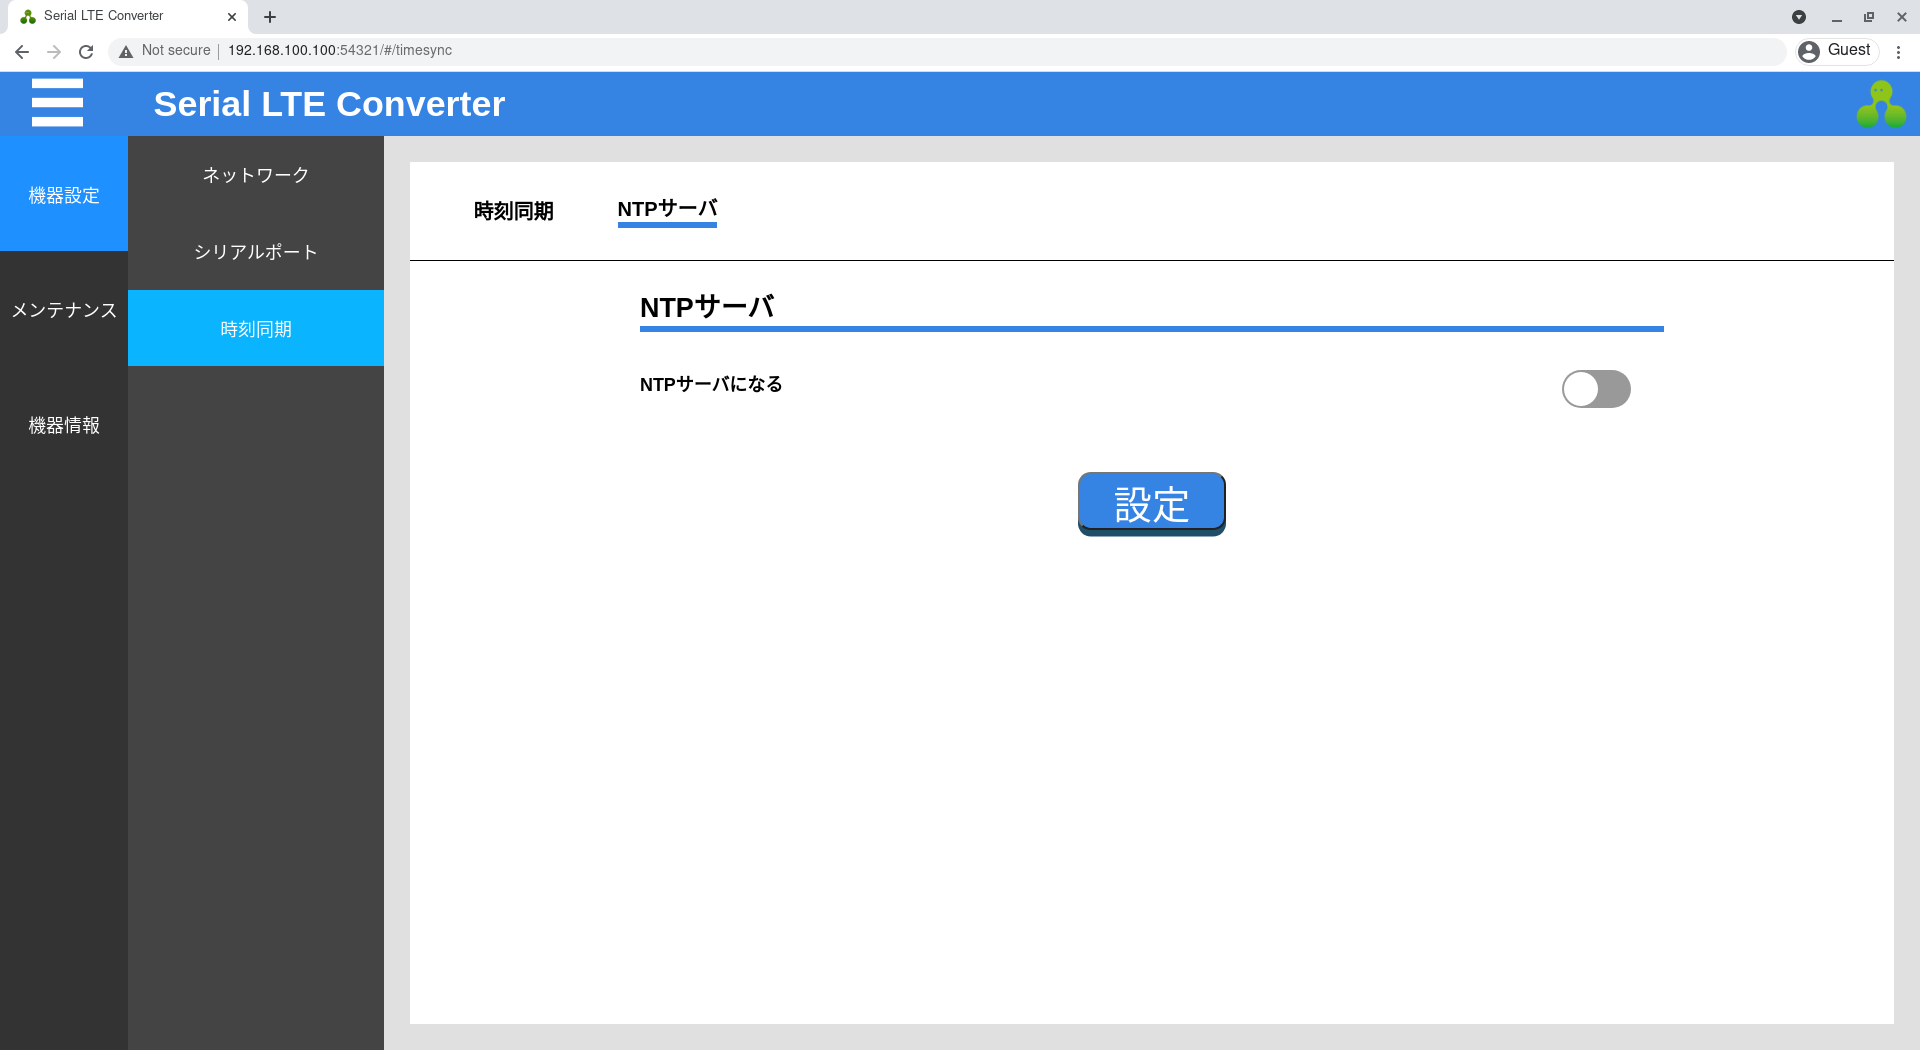 Serial LTE Converter
Not secure
192.168.100.100:54321/#/timesync
Guest
Serial LTE Converter
機器設定
メンテナンス
機器情報
ネットワーク
シリアルポート
時刻同期
時刻同期
NTPサーバ
NTPサーバ
NTPサーバになる
設定